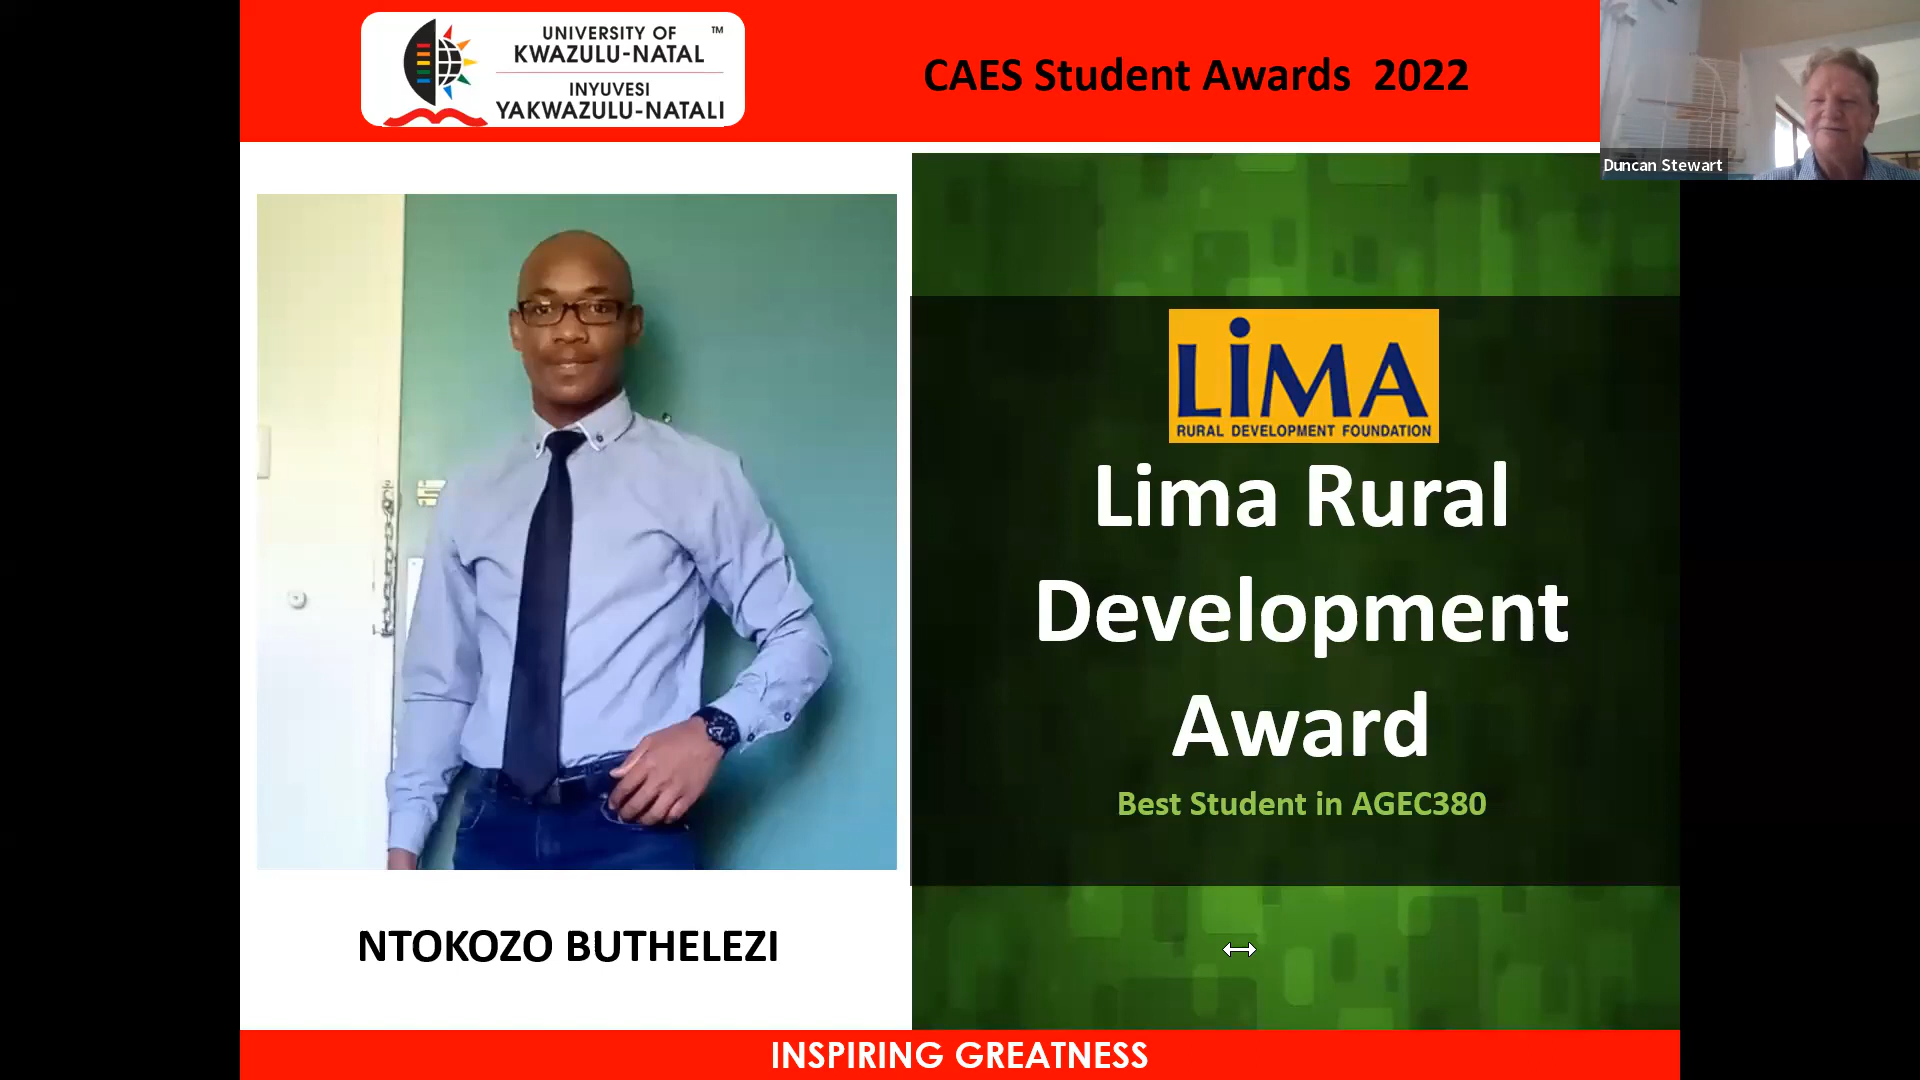 UNIVERSITY OF ™
KWAZULU-NATAL
INYUVESI
YAKWAZULU-NATALI
CAES Student Awards 2022
Duncan Stewart
LiMA
RURAL DEVELOPMENT FOUNDATION
Lima Rural
Development
Award
Best Student in AGEC380
NTOKOZO BUTHELEZI
INSPIRING GREATNESS